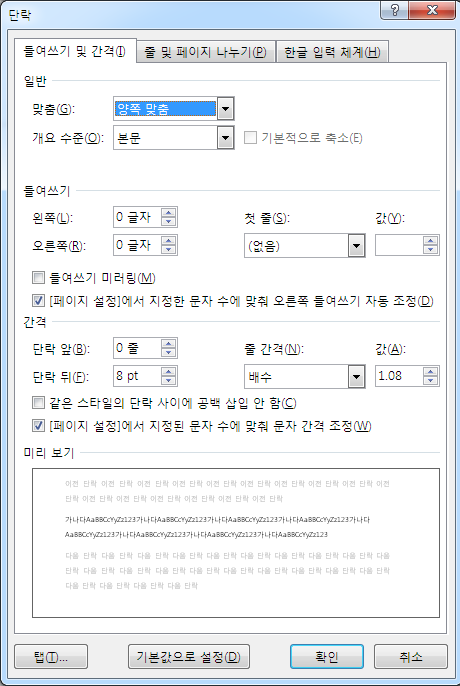 단락
들여쓰기 및 간격(I) 줄 및 페이지 나누기(P) 한글 입력 체계(H)
일반
맞춤(G): 양쪽 맞춤
개요 수준(O): 본문 기본적으로 축소(E)
들여쓰기
왼쪽(L): 0 글자 첫 줄(S): 값(Y):
오른쪽(R): 0 글자 (없음)
들여쓰기 미러링(M)
[페이지 설정]에서 지정한 문자 수에 맞춰 오른쪽 들여쓰기 자동 조정(D)
간격
단락 앞(B): 0 줄 줄 간격(N): 값(A):
단락 뒤(F): 8 pt 배수 1.08
같은 스타일의 단락 사이에 공백 삽입 안 함(C)
[페이지 설정]에서 지정된 문자 수에 맞춰 문자 간격 조정(W)
미리 보기
이전 단락 이전 단락 이전 단락 이전 단락 이전 단락 이전 단락 이전 단락 이전 단락 이전
단락 이전 단락 이전 단락 이전 단락 이전 단락 이전 단락
가나다AaBBCcYyZz123가나다AaBBCcYyZz123가나다AaBBCcYyZz123가나다AaBBCcYyZz123가나다
AaBBCcYyZz123가나다AaBBCcYyZz123가나다AaBBCcYyZz123가나다AaBBCcYyZz123
다음 단락 다음 단락 다음 단락 다음 단락 다음 단락 다음 단락 다음 단락 다음 단락 다음
단락 다음 단락 다음 단락 다음 단락 다음 단락 다음 단락 다음 단락 다음 단락 다음 단락
다음 단락 다음 단락 다음 단락 다음 단락
탭(T)... 기본값으로 설정(D) 확인 취소